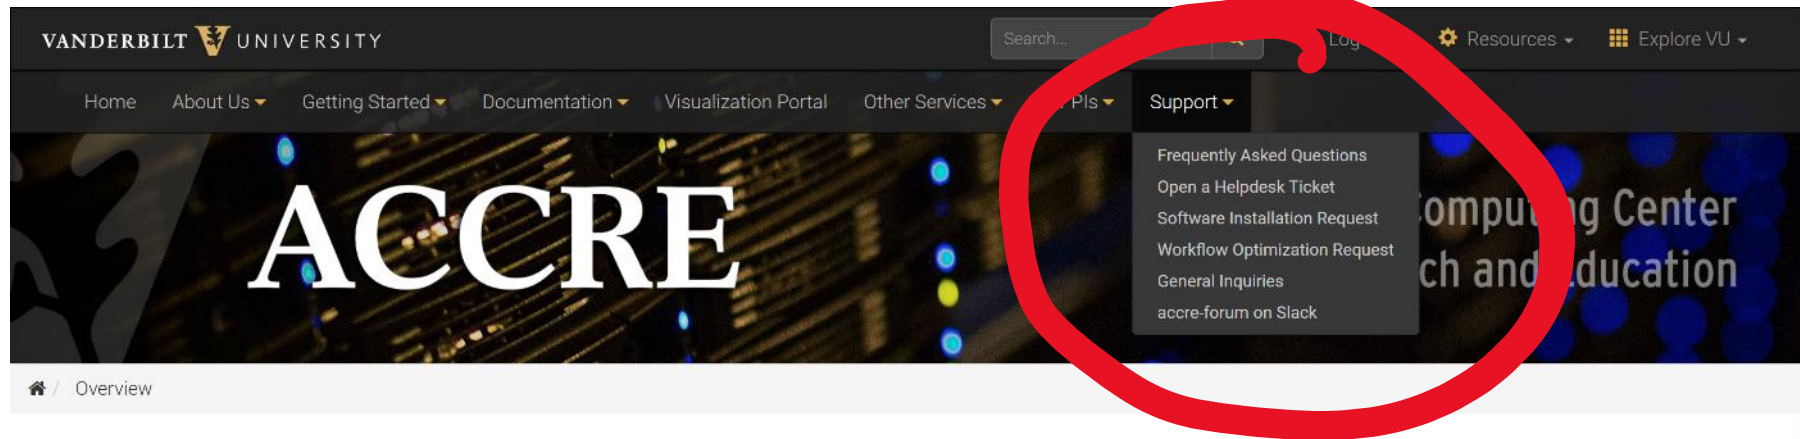 VANDERBILT V UNIVERSITY
Search...
Resources
Explore VU
Home
About Us
Getting Started
Documentation
Visualization Portal
Other Services
PIs
Support
Frequently Asked Questions
Open a Helpdesk Ticket
Software Installation Request
Workflow Optimization Request
General Inquiries
accre-forum on Slack
ACCRE
Center
and
/ Overview